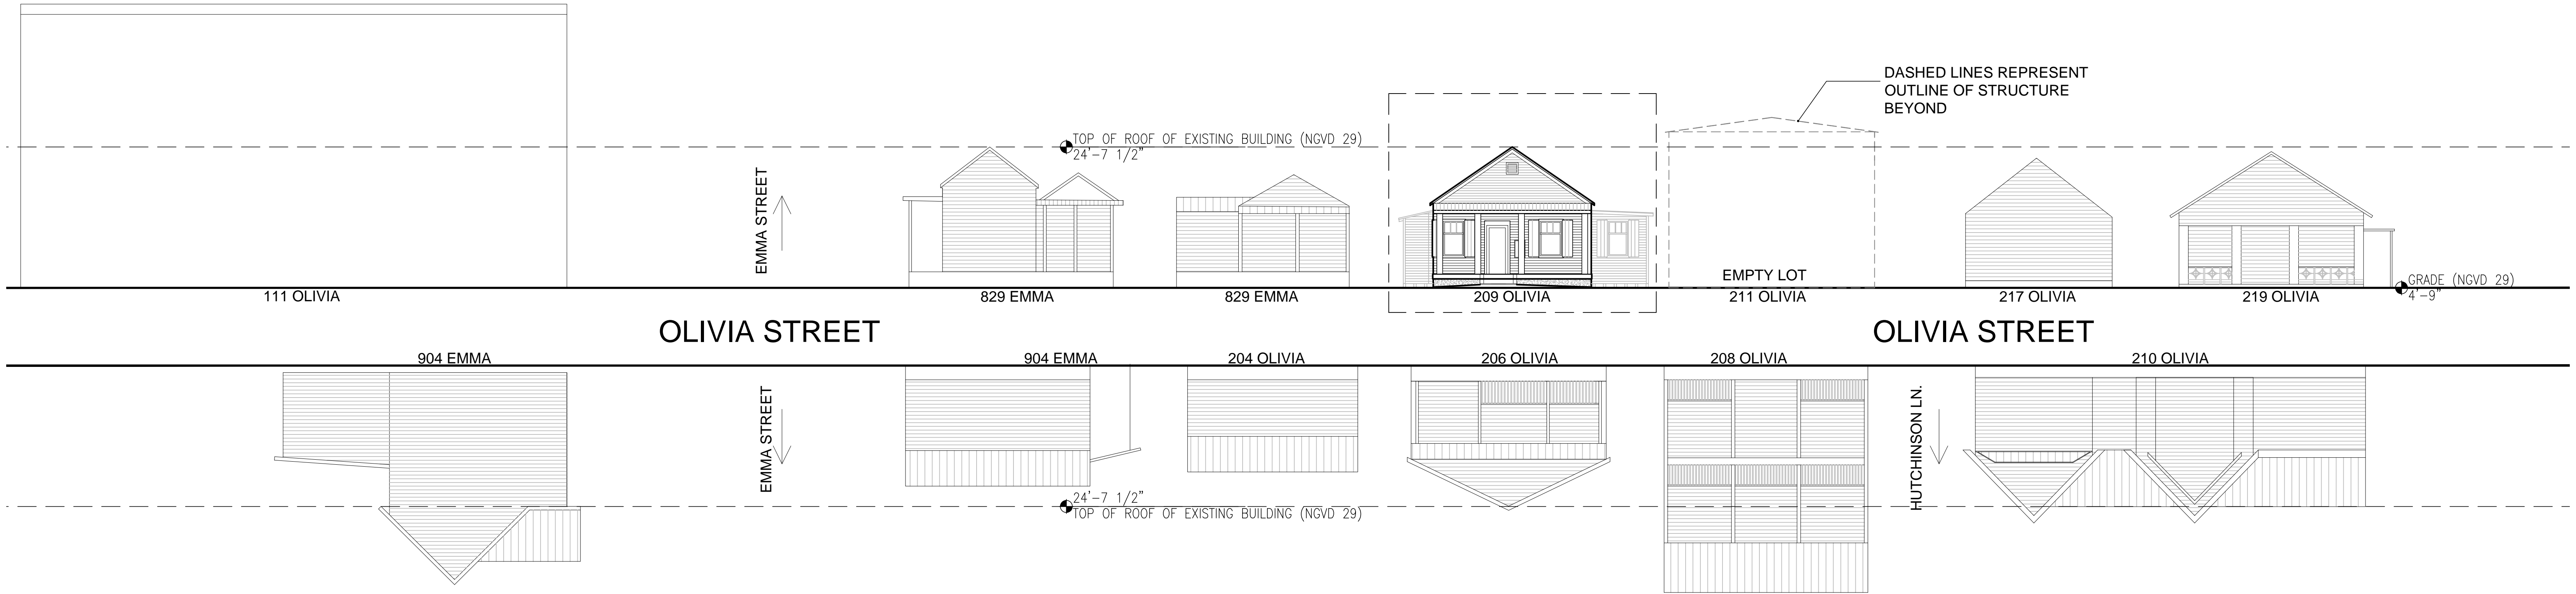 DASHED LINES REPRESENT
OUTLINE OF STRUCTURE
BEYOND
TOP OF ROOF OF EXISTING BUILDING (NGVD 29)
24'-7 1/2"
EMMA STREET
EMPTY LOT
GRADE (NGVD 29)
4'-9"
111 OLIVIA
829 EMMA
829 EMMA
209 OLIVIA
211 OLIVIA
217 OLIVIA
219 OLIVIA
OLIVIA STREET
OLIVIA STREET
904 EMMA
904 EMMA
204 OLIVIA
206 OLIVIA
208 OLIVIA
210 OLIVIA
EMMA STREET
HUTCHINSON LN.
24'-7 1/2"
TOP OF ROOF OF EXISTING BUILDING (NGVD 29)